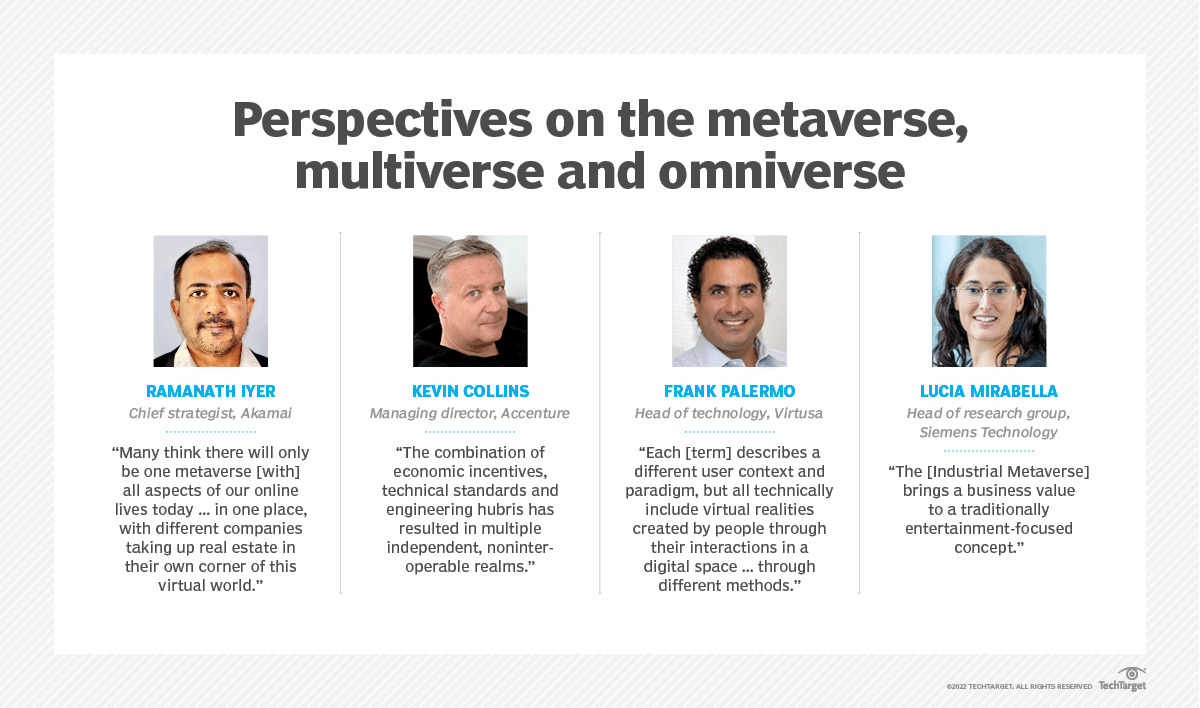 Perspectives on the metaverse,
multiverse and omniverse
RAMANATH IYER
Chief strategist, Akamai
“Many think there will only
be one metaverse [with]
all aspects of our online
lives today ... in one place,
with different companies
taking up real estate in
their own corner of this
virtual world.”
KEVIN COLLINS
Managing director, Accenture
“The combination of
economic incentives,
technical standards and
engineering hubris has
resulted in multiple
independent, noninter-
operable realms.”
FRANK PALERMO
Head of technology, Virtusa
“Each [term] describes a
different user context and
paradigm, but all technically
include virtual realities
created by people through
their interactions in a
digital space ... through
different methods.”
LUCIA MIRABELLA
Head of research group,
Siemens Technology
“The [Industrial Metaverse]
brings a business value
to a traditionally
entertainment-focused
concept.”
©2022 TECHTARGET. ALL RIGHTS RESERVED TechTarget